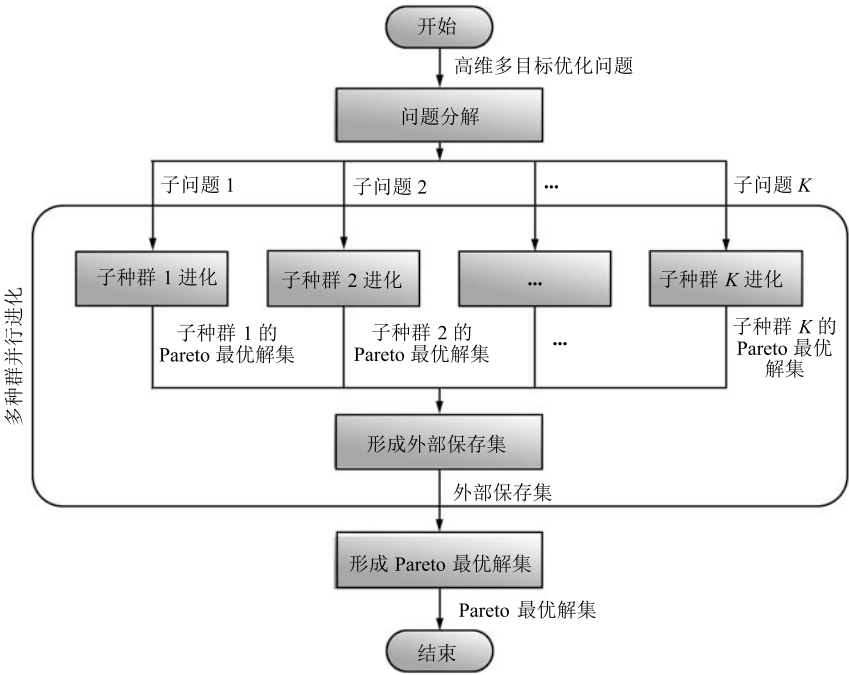 开始
高维多目标优化问题
问题分解
子问题 1
子问题 2
...
子问题 K
多种群并行进化
子种群 1 进化
子种群 2 进化
...
子种群 K 进化
子种群 1 的
Pareto 最优解集
子种群 2 的
Pareto 最优解集
...
子种群 K 的
Pareto 最优
解集
形成外部保存集
外部保存集
形成 Pareto 最优解集
Pareto 最优解集
结束